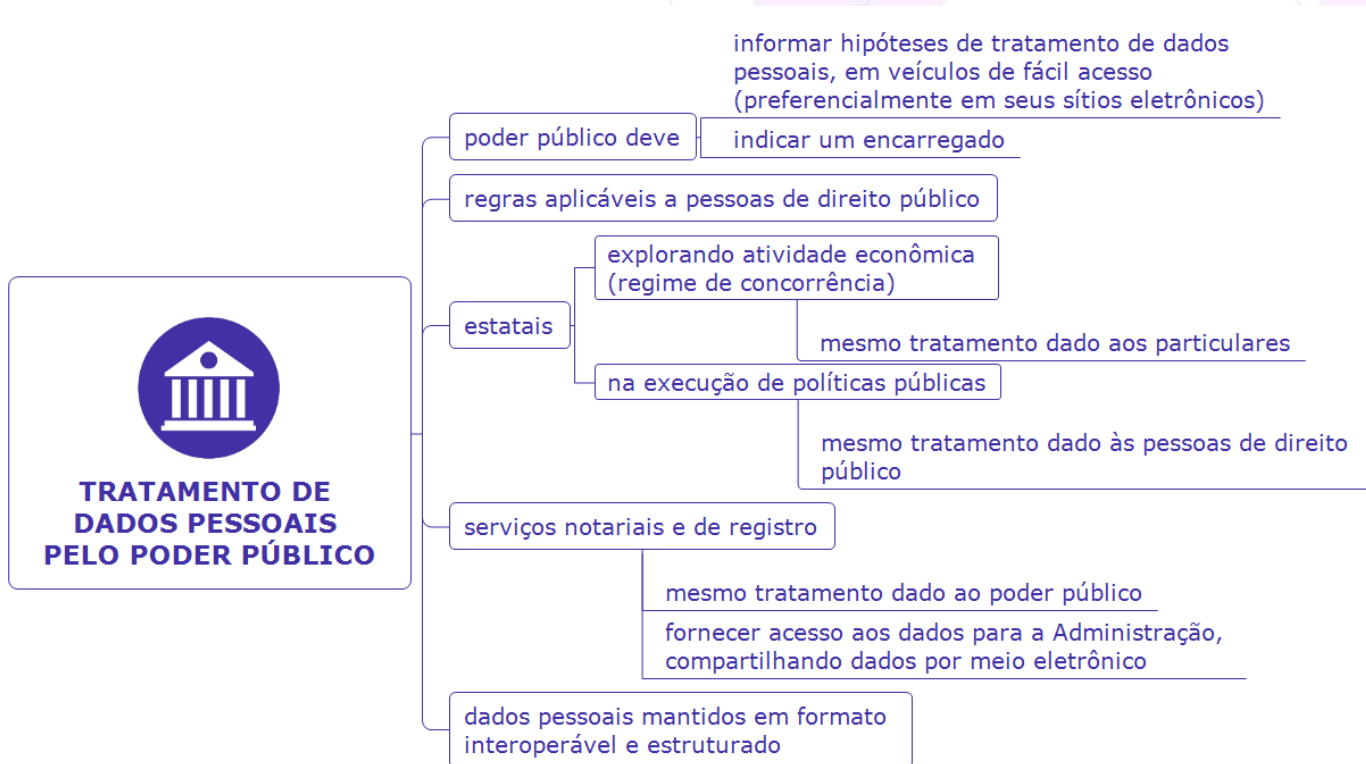 informar hipóteses de tratamento de dados
pessoais, em veículos de fácil acesso
(preferencialmente em seus sítios eletrônicos)
poder público deve
indicar um encarregado
regras aplicáveis a pessoas de direito público
explorando atividade econômica
(regime de concorrência)
estatais
mesmo tratamento dado aos particulares
na execução de políticas públicas
mesmo tratamento dado às pessoas de direito
público
TRATAMENTO DE
DADOS PESSOAIS
PELO PODER PÚBLICO
serviços notariais e de registro
mesmo tratamento dado ao poder público
fornecer acesso aos dados para a Administração,
compartilhando dados por meio eletrônico
dados pessoais mantidos em formato
interoperável e estruturado